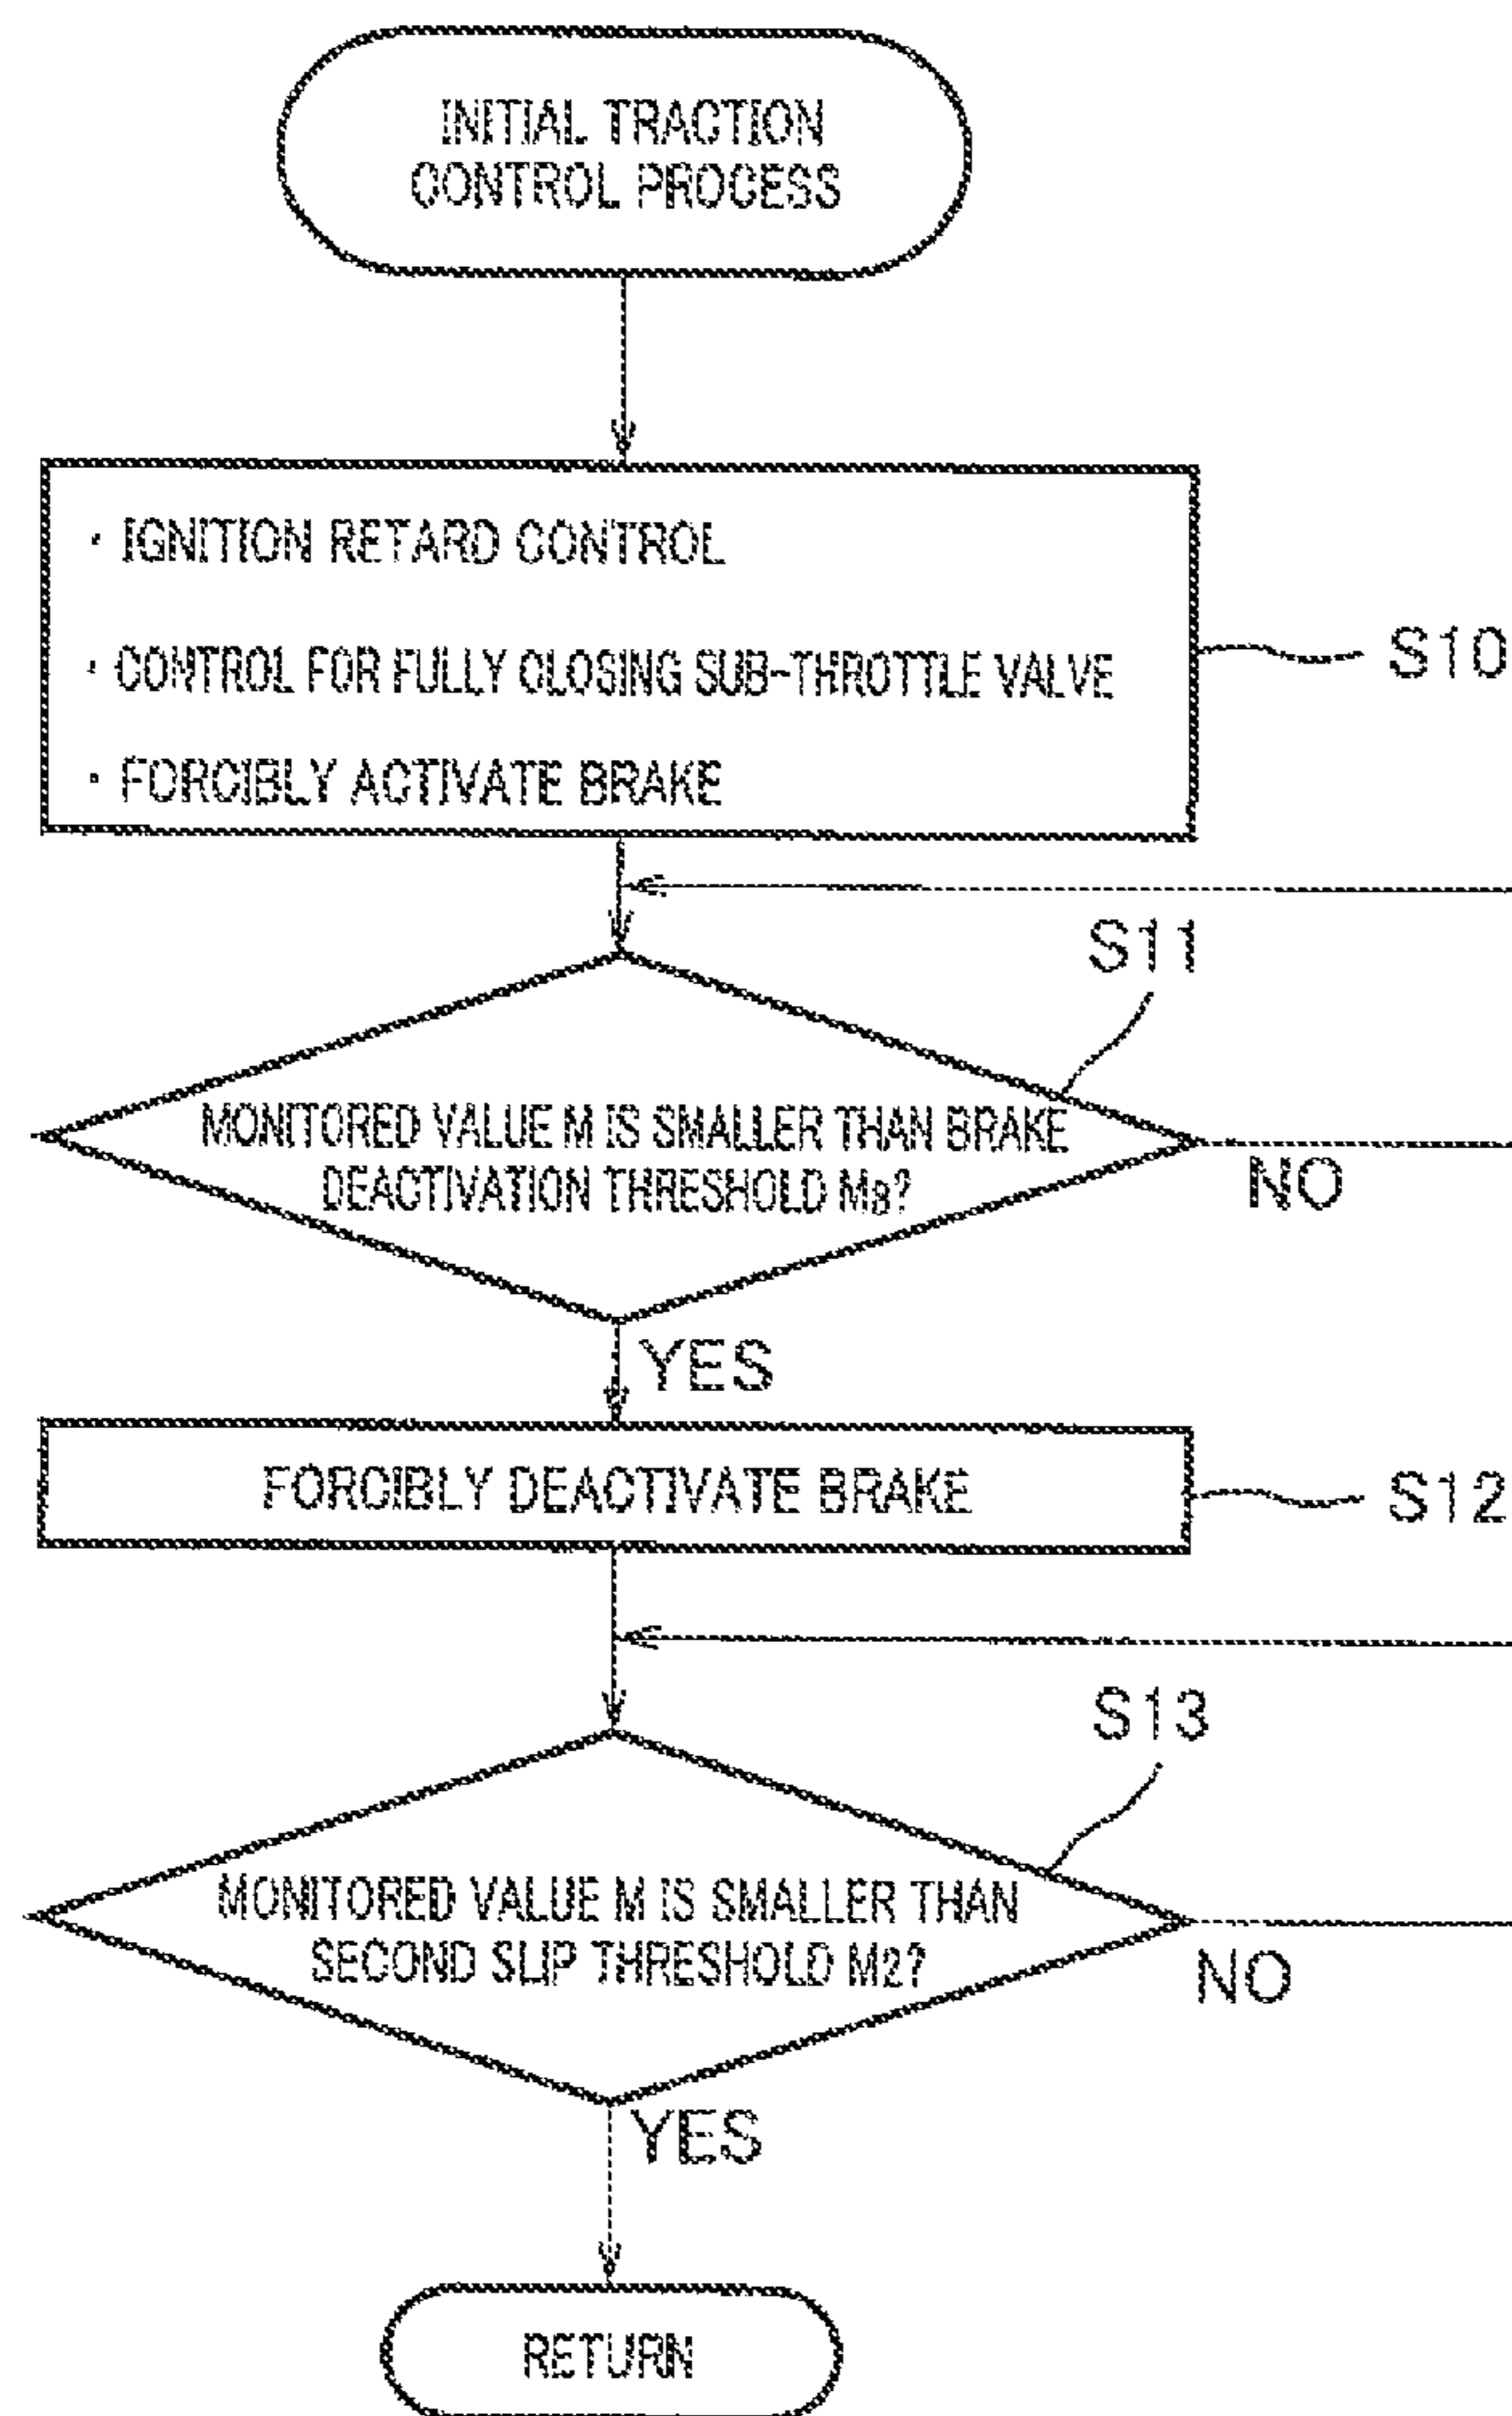 INITIAL TRACTION
CONTROL PROCESS
· IGNITION RETARD CONTROL
· CONTROL FOR FULLY CLOSING SUB-THROTTLE VALVE
· FORCIBLY ACTIVATE BRAKE
S10
S11
MONITORED VALUE M IS SMALLER THAN BRAKE
DEACTIVATION THRESHOLD MB?
NO
YES
FORCIBLY DEACTIVATE BRAKE
S12
S13
MONITORED VALUE M IS SMALLER THAN
SECOND SLIP THRESHOLD M2?
NO
YES
RETURN